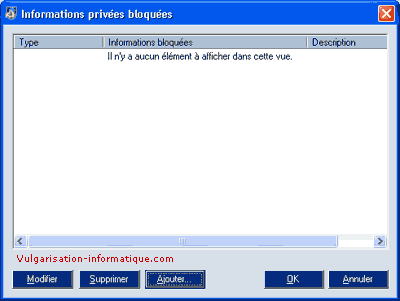 Informations privées bloquées
Type Informations bloquées Description
Il n'y a aucun élément à afficher dans cette vue.
Vulgarisation-informatique.com
Modifier Supprimer Ajouter... OK Annuler